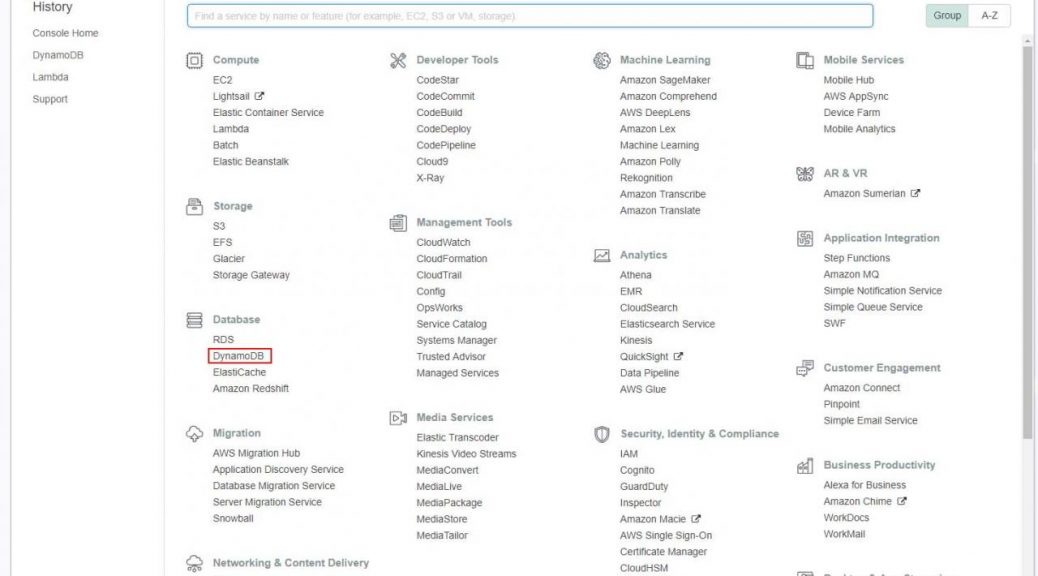 History
Console Home
DynamoDB
Lambda
Support
Find a service by name or feature (for example, EC2, S3 or VM, storage).
Group
A-Z
Compute
EC2
Lightsail
Elastic Container Service
Lambda
Batch
Elastic Beanstalk
Storage
S3
EFS
Glacier
Storage Gateway
Database
RDS
DynamoDB
ElastiCache
Amazon Redshift
Migration
AWS Migration Hub
Application Discovery Service
Database Migration Service
Server Migration Service
Snowball
Networking & Content Delivery
Developer Tools
CodeStar
CodeCommit
CodeBuild
CodeDeploy
CodePipeline
Cloud9
X-Ray
Management Tools
CloudWatch
CloudFormation
CloudTrail
Config
OpsWorks
Service Catalog
Systems Manager
Trusted Advisor
Managed Services
Media Services
Elastic Transcoder
Kinesis Video Streams
MediaConvert
MediaLive
MediaPackage
MediaStore
MediaTailor
Machine Learning
Amazon SageMaker
Amazon Comprehend
AWS DeepLens
Amazon Lex
Machine Learning
Amazon Polly
Rekognition
Amazon Transcribe
Amazon Translate
Analytics
Athena
EMR
CloudSearch
Elasticsearch Service
Kinesis
QuickSight
Data Pipeline
AWS Glue
Security, Identity & Compliance
IAM
Cognito
GuardDuty
Inspector
Amazon Macie
AWS Single Sign-On
Certificate Manager
CloudHSM
Mobile Services
Mobile Hub
AWS AppSync
Device Farm
Mobile Analytics
AR & VR
Amazon Sumerian
Application Integration
Step Functions
Amazon MQ
Simple Notification Service
Simple Queue Service
SWF
Customer Engagement
Amazon Connect
Pinpoint
Simple Email Service
Business Productivity
Alexa for Business
Amazon Chime
WorkDocs
WorkMail